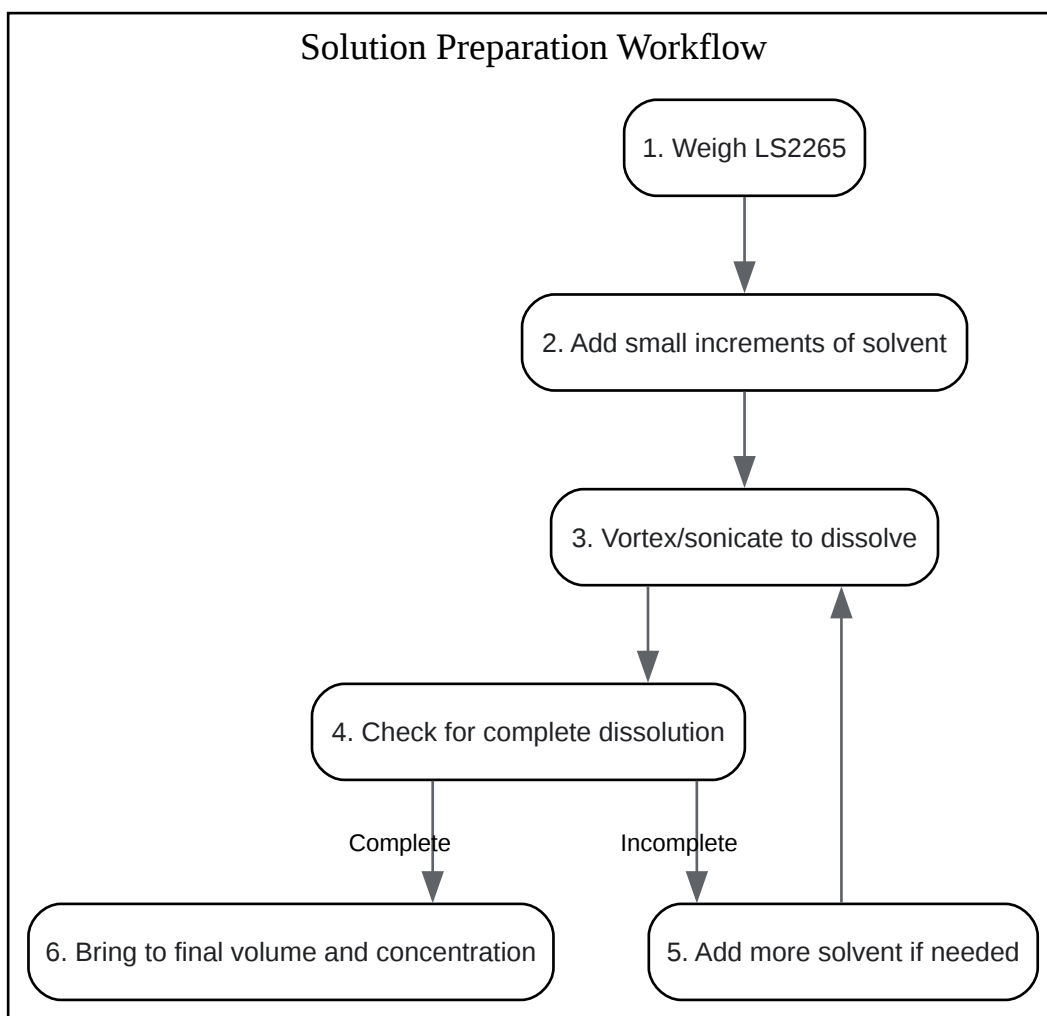 Solution Preparation Workflow
1. Weigh LS2265
2. Add small increments of solvent
3. Vortex/sonicate to dissolve
4. Check for complete dissolution
Complete
Incomplete
6. Bring to final volume and concentration
5. Add more solvent if needed